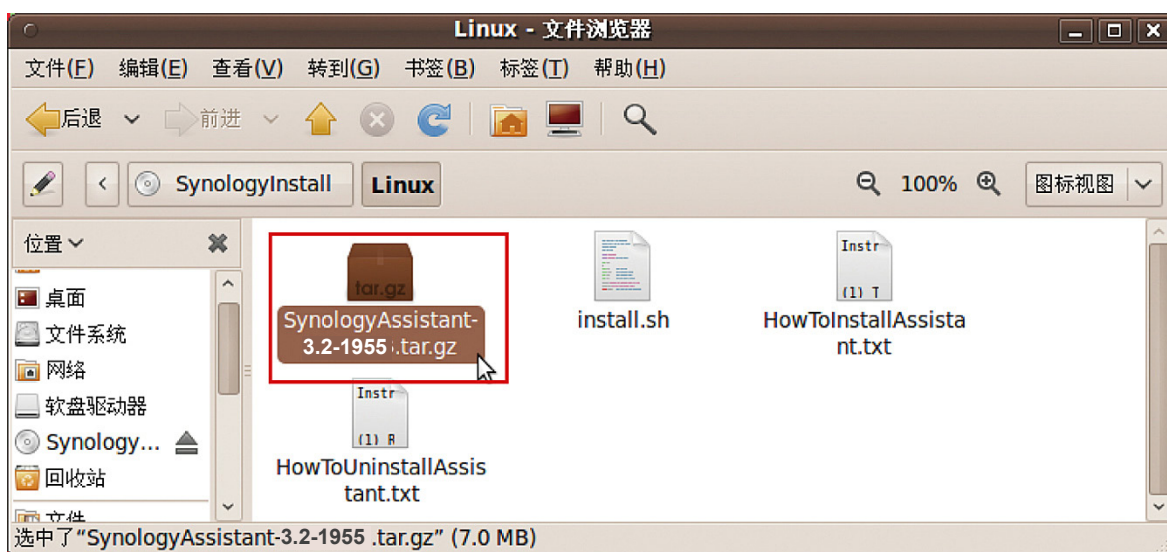 Linux - 文件浏览器
文件(F) 编辑(E) 查看(V) 转到(G) 书签(B) 标签(T) 帮助(H)
后退 前进
SynologyInstall Linux 100% 图标视图
位置
桌面
文件系统
网络
软盘驱动器
Synology...
回收站
文件
tar.gz
SynologyAssistant-
3.2-1955 .tar.gz
install.sh
Instr
(1) T
HowToInstallAssista
nt.txt
Instr
(1) R
HowToUninstallAssis
tant.txt
选中了“SynologyAssistant-3.2-1955 .tar.gz” (7.0 MB)